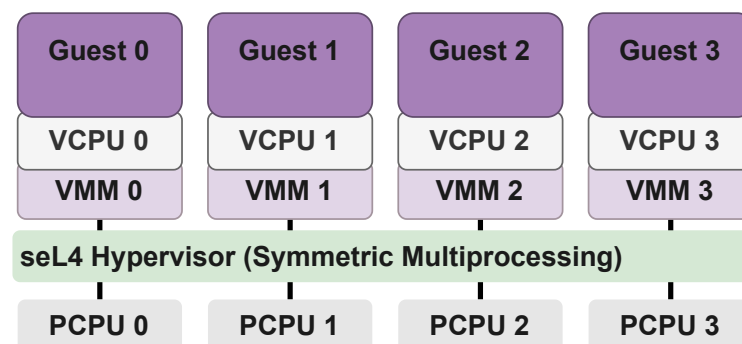 Guest 0 Guest 1 Guest 2 Guest 3
VCPU 0 VCPU 1 VCPU 2 VCPU 3
VMM 0 VMM 1 VMM 2 VMM 3
seL4 Hypervisor (Symmetric Multiprocessing)
PCPU 0 PCPU 1 PCPU 2 PCPU 3